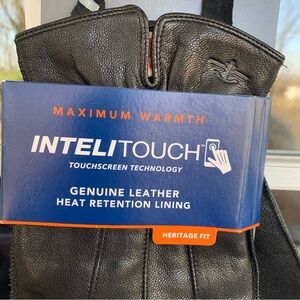 MAXIMUM WARMTH
INTELITOUCH
TOUCHSCREEN TECHNOLOGY
GENUINE LEATHER
HEAT RETENTION LINING
HERITAGE FIT